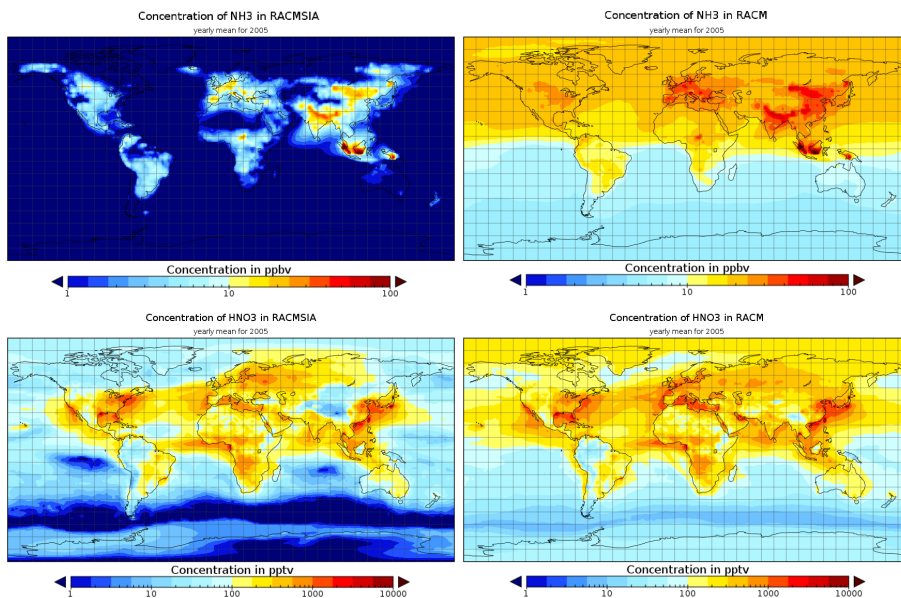 Concentration of NH3 in RACMSIA
yearly mean for 2005
Concentration of NH3 in RACM
yearly mean for 2005
Concentration in ppbv
1 10 100
Concentration in ppbv
1 10 100
Concentration of HNO3 in RACMSIA
yearly mean for 2005
Concentration of HNO3 in RACM
yearly mean for 2005
Concentration in pptv
1 10 100 1000 10000
Concentration in pptv
1 10 100 1000 10000